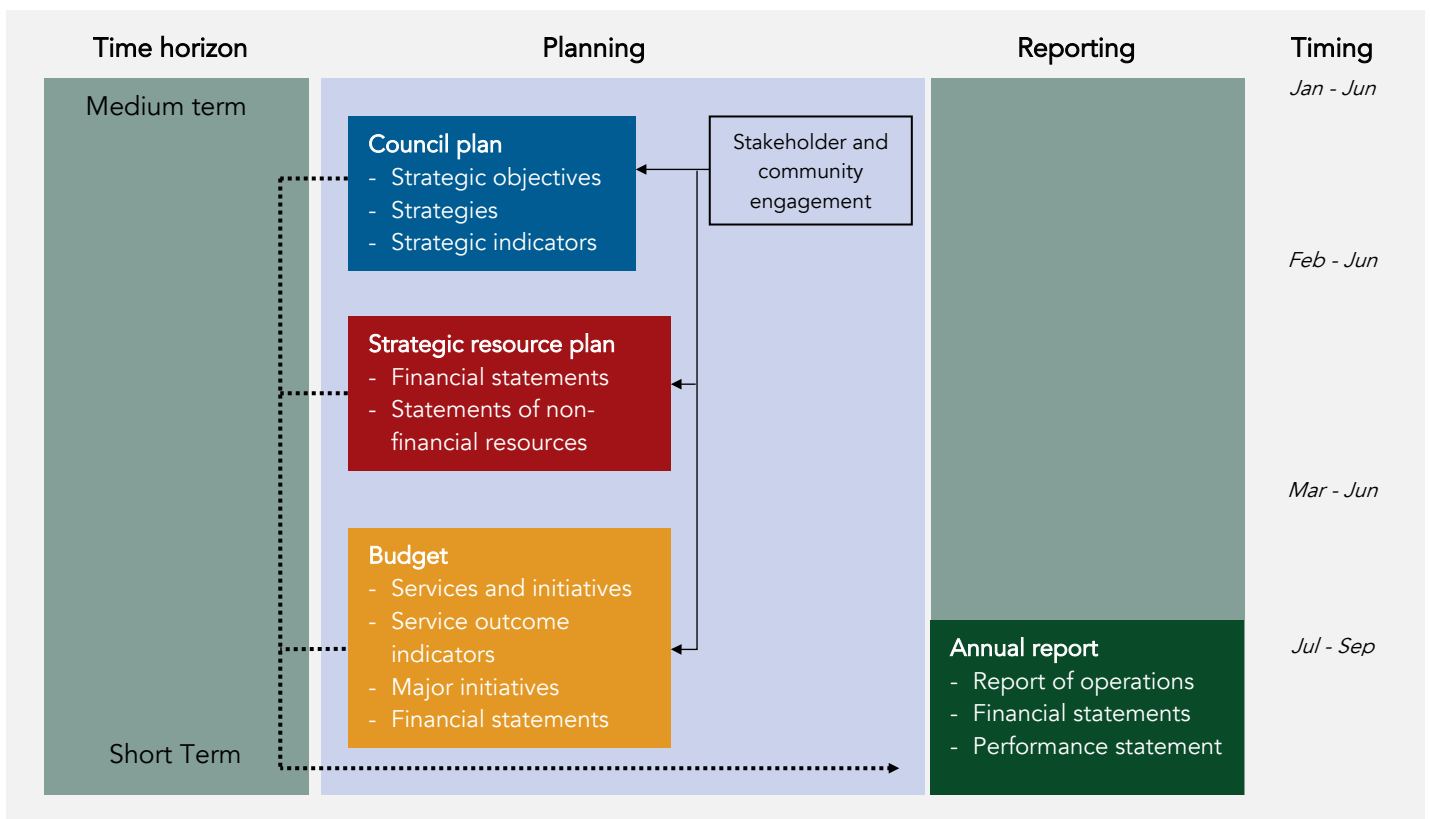 Time horizon
Planning
Reporting
Timing
Medium term
Jan - Jun
Council plan
- Strategic objectives
- Strategies
- Strategic indicators
Stakeholder and
community
engagement
Feb - Jun
Strategic resource plan
- Financial statements
- Statements of non-
financial resources
Mar - Jun
Budget
- Services and initiatives
- Service outcome
indicators
- Major initiatives
- Financial statements
Annual report
- Report of operations
- Financial statements
- Performance statement
Jul - Sep
Short Term